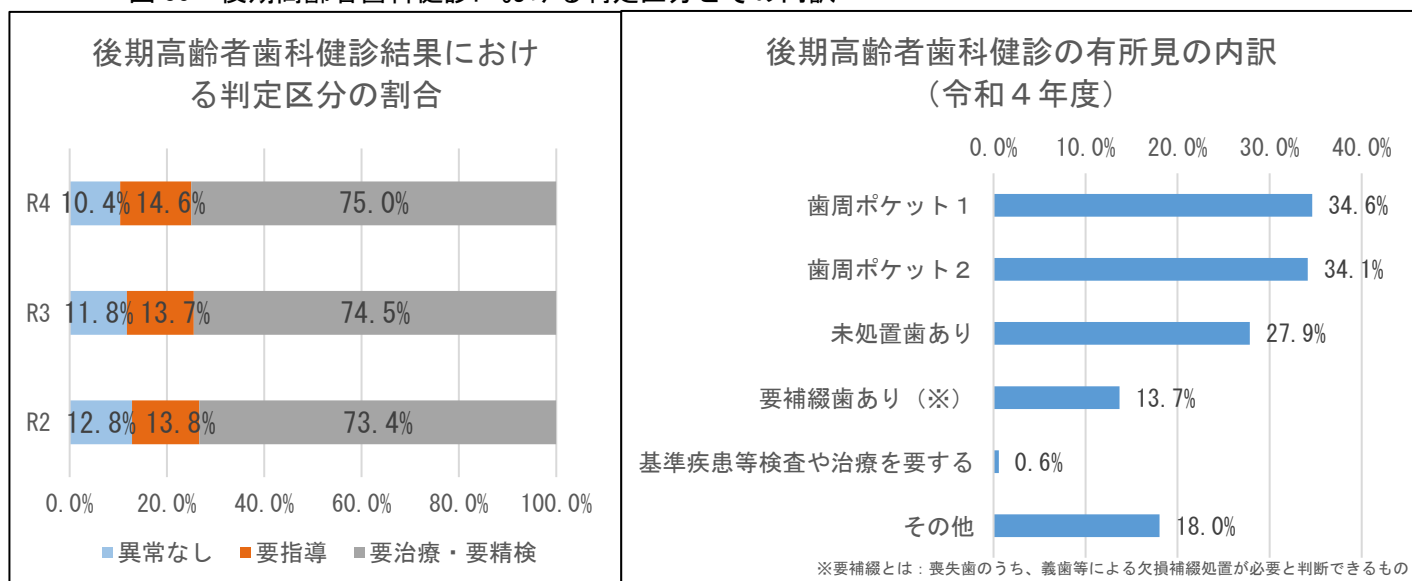 後期高齢者歯科健診結果におけ
る判定区分の割合
R4 10.4% 14.6% 75.0%
R3 11.8% 13.7% 74.5%
R2 12.8% 13.8% 73.4%
0.0% 20.0% 40.0% 60.0% 80.0% 100.0%
■異常なし ■要指導 ■要治療・要精検
後期高齢者歯科健診の有所見の内訳
（令和４年度）
0.0% 10.0% 20.0% 30.0% 40.0%
歯周ポケット１ 34.6%
歯周ポケット２ 34.1%
未処置歯あり 27.9%
要補綴歯あり（※） 13.7%
基準疾患等検査や治療を要する 0.6%
その他 18.0%
※要補綴とは：喪失歯のうち、義歯等による欠損補綴処置が必要と判断できるもの